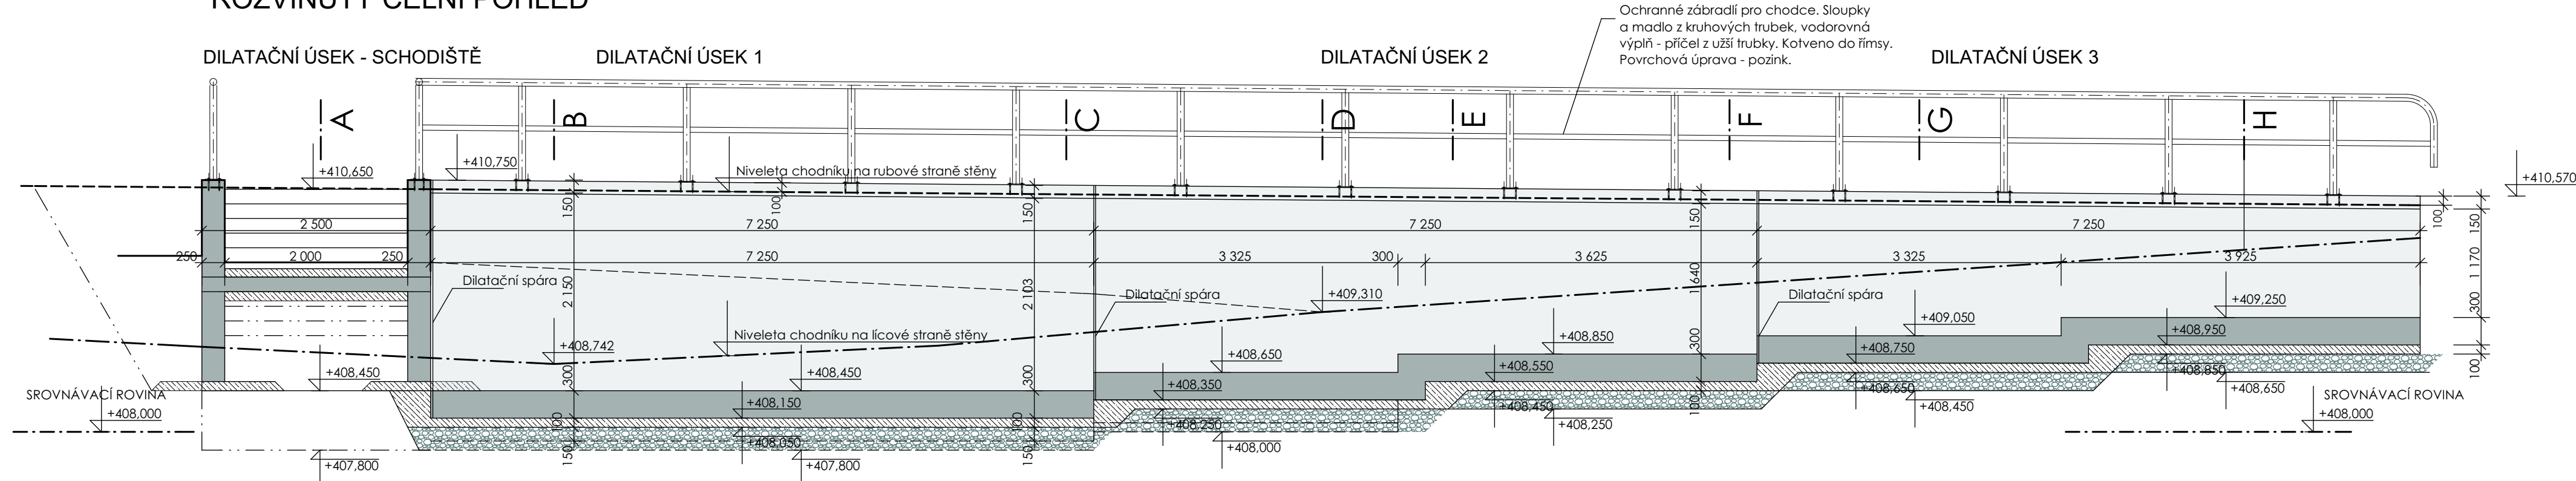 ROZVINUTÝ ČELNÍ POHLED
Ochranné zábradlí pro chodce. Sloupky
a madlo z kruhových trubek, vodorovná
výplň - příčel z užší trubky. Kotveno do římsy.
Povrchová úprava - pozink.
DILATAČNÍ ÚSEK - SCHODIŠTĚ
DILATAČNÍ ÚSEK 1
DILATAČNÍ ÚSEK 2
DILATAČNÍ ÚSEK 3
A
B
C
D
E
F
G
H
+410,650
+410,750
Niveleta chodníku na rubové straně stěny
+410,570
150
100
150
150
100
150
2 500
7 250
7 250
7 250
250
2 000
250
7 250
3 325
300
3 625
3 325
3 925
Dilatační spára
2 150
2 103
Dilatační spára
+409,310
1 640
Dilatační spára
1 170
+409,250
300
+409,050
Niveleta chodníku na lícové straně stěny
+408,742
+408,850
300
+408,950
+408,650
+408,750
+408,550
+408,850
100
+408,450
300
+408,450
300
+408,350
+408,650
+408,650
SROVNÁVACÍ ROVINA
+408,000
+408,150
+408,450
100
+408,450
SROVNÁVACÍ ROVINA
+408,000
100
100
+408,250
+408,250
+408,050
+408,000
150
150
+407,800
+407,800